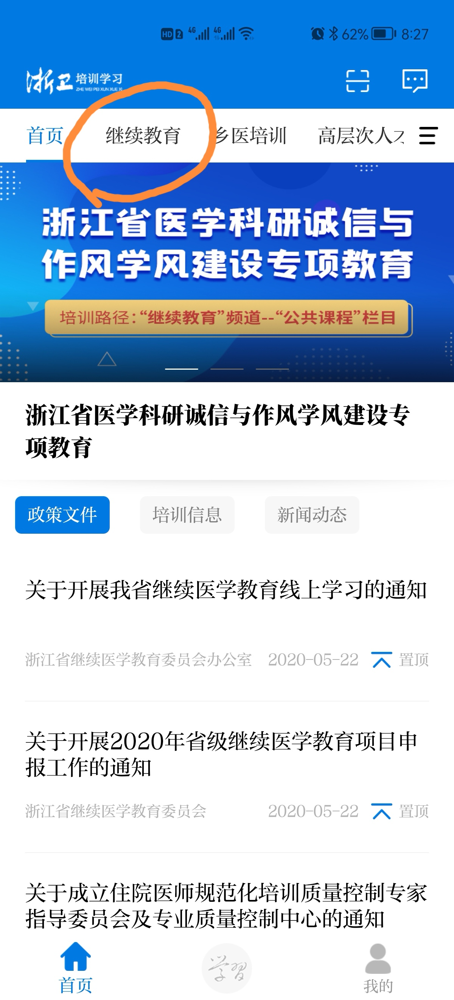 HD 2 4G 4G 62% 8:27
浙卫 培训学习
ZHE WEI PEI XUN XUE XI
首页 继续教育 乡医培训 高层次人才
浙江省医学科研诚信与
作风学风建设专项教育
培训路径:“继续教育”频道--“公共课程”栏目
浙江省医学科研诚信与作风学风建设专
项教育
政策文件 培训信息 新闻动态
关于开展我省继续医学教育线上学习的通知
浙江省继续医学教育委员会办公室 2020-05-22 置顶
关于开展2020年省级继续医学教育项目申
报工作的通知
浙江省继续医学教育委员会 2020-05-22 置顶
关于成立住院医师规范化培训质量控制专家
指导委员会及专业质量控制中心的通知
学習
首页 我的